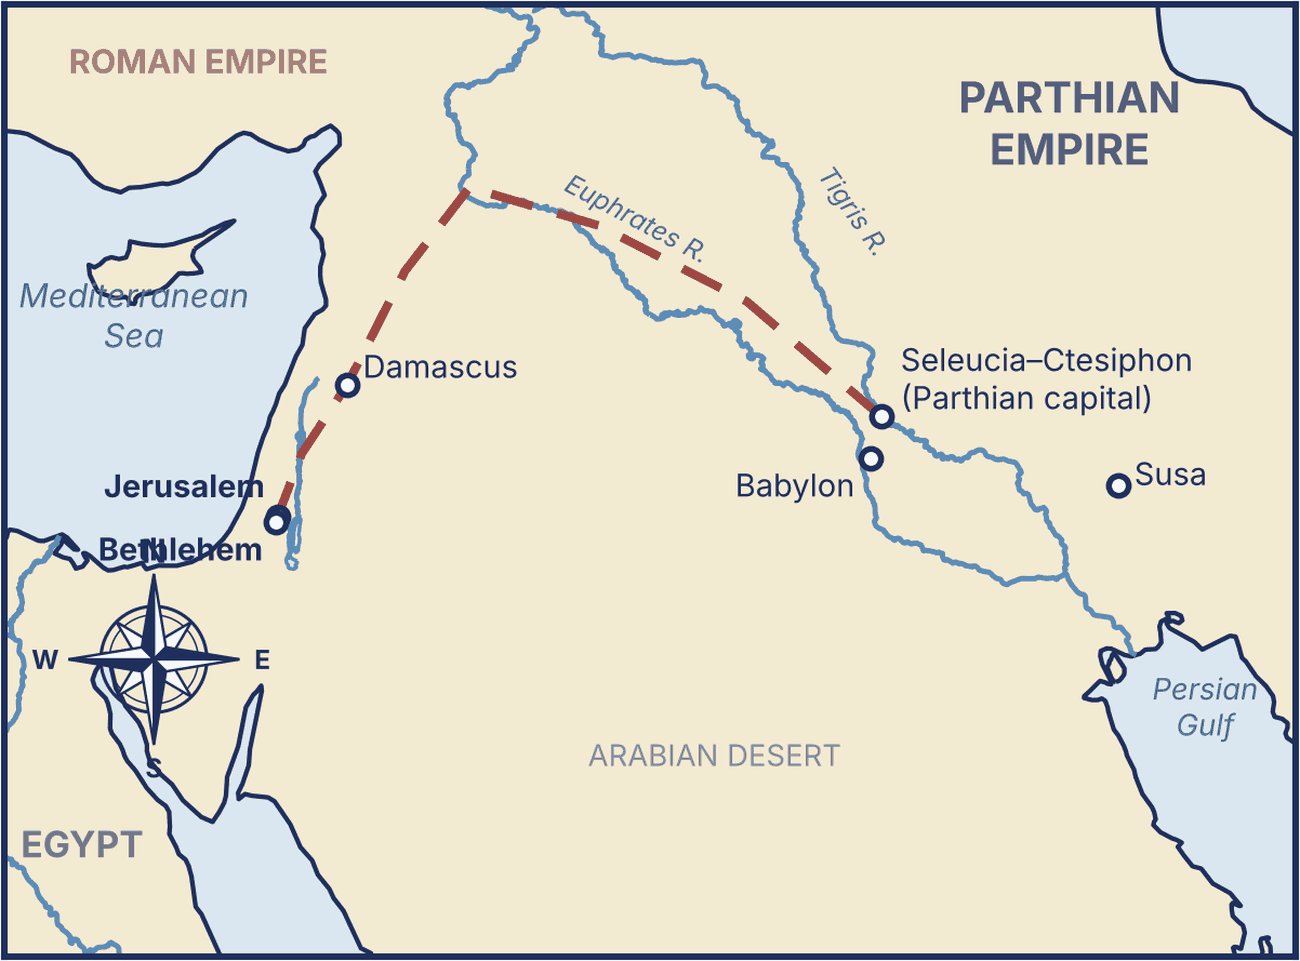 ROMAN EMPIRE
PARTHIAN
EMPIRE
Euphrates R.
Tigris R.
Mediterranean
Sea
Damascus
Seleucia–Ctesiphon
(Parthian capital)
Jerusalem
Babylon
Susa
Bethlehem
N
W
E
S
Persian
Gulf
ARABIAN DESERT
EGYPT